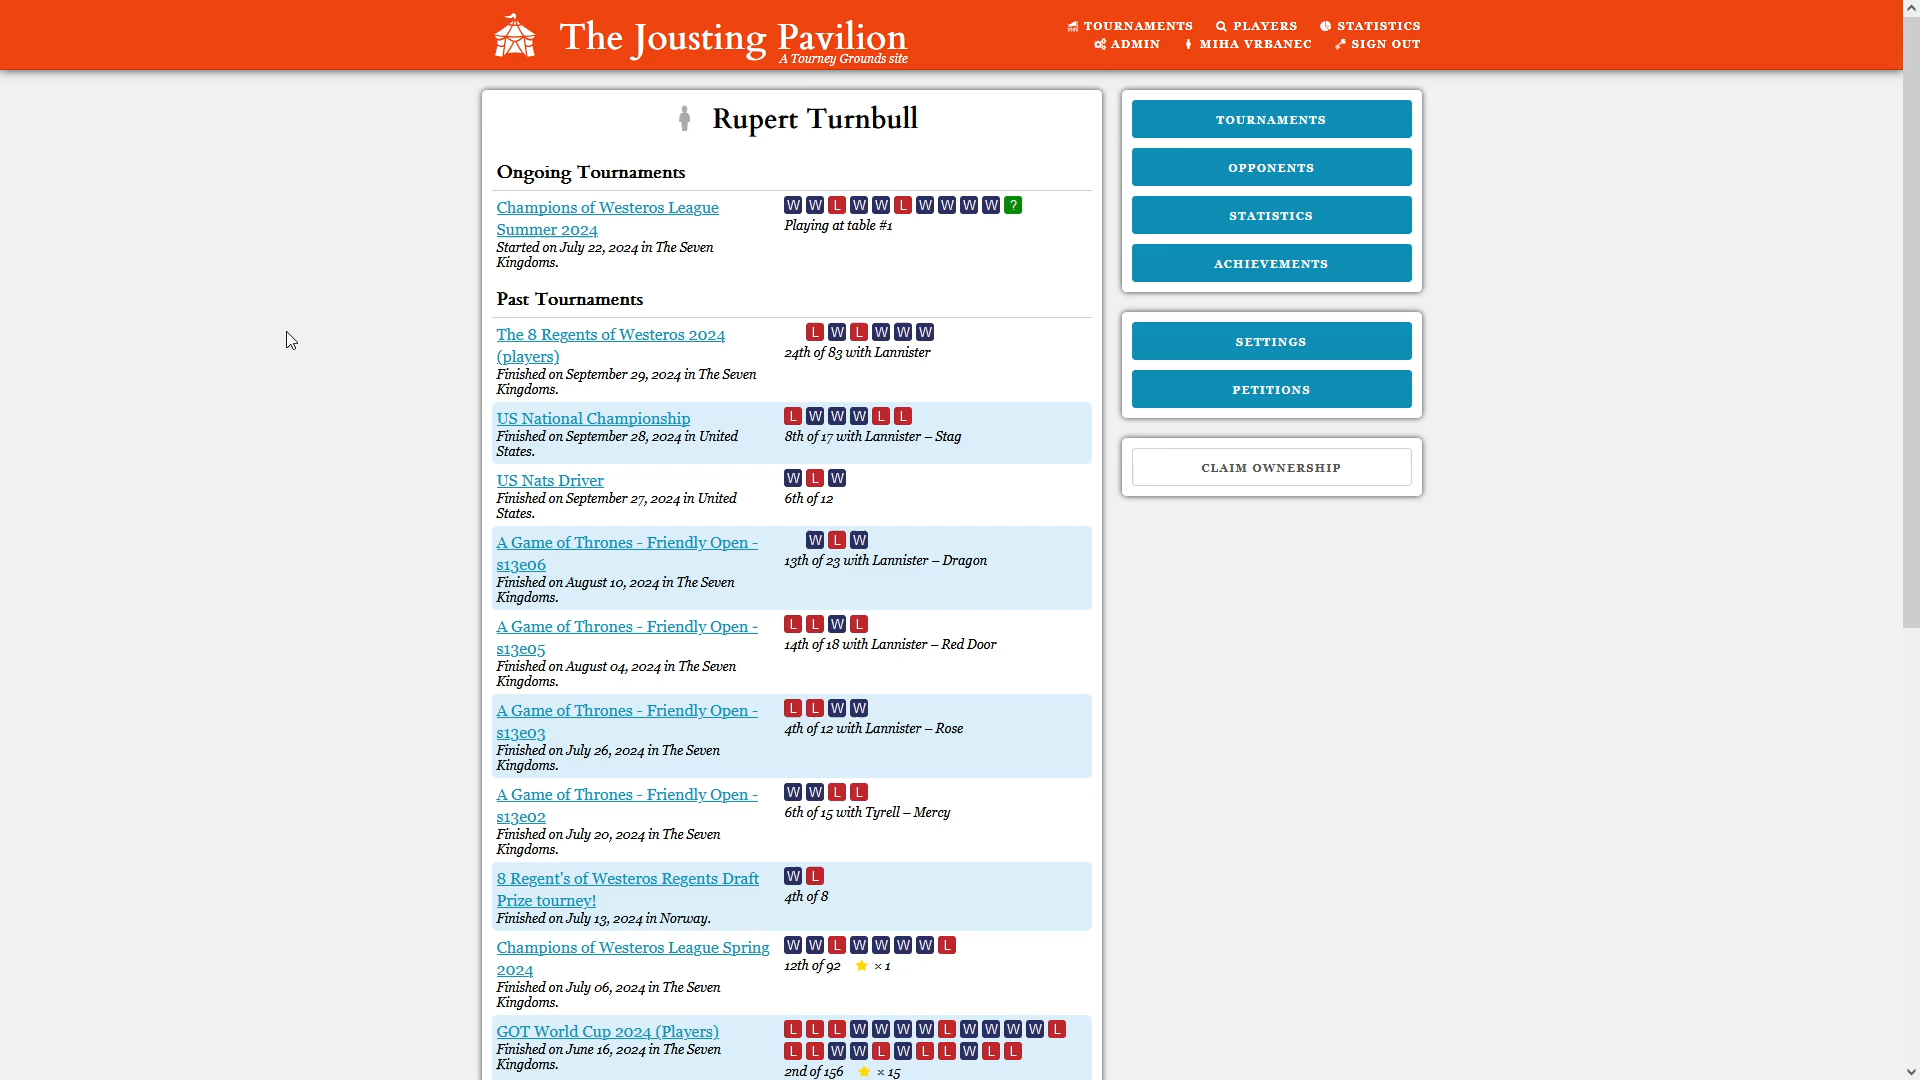 The Jousting Pavilion
A Tourney Grounds site
TOURNAMENTS PLAYERS STATISTICS
ADMIN MIHA VRBANEC SIGN OUT
Rupert Turnbull
Ongoing Tournaments
Champions of Westeros League
Summer 2024
Started on July 22, 2024 in The Seven
Kingdoms.
W W L W W L W W W W ?
Playing at table #1
Past Tournaments
The 8 Regents of Westeros 2024
(players)
Finished on September 29, 2024 in The Seven
Kingdoms.
L W L W W W
24th of 83 with Lannister
US National Championship
Finished on September 28, 2024 in United
States.
L W W W L L
8th of 17 with Lannister – Stag
US Nats Driver
Finished on September 27, 2024 in United
States.
W L W
6th of 12
A Game of Thrones - Friendly Open -
s13e06
Finished on August 10, 2024 in The Seven
Kingdoms.
W L W
13th of 23 with Lannister – Dragon
A Game of Thrones - Friendly Open -
s13e05
Finished on August 04, 2024 in The Seven
Kingdoms.
L L W L
14th of 18 with Lannister – Red Door
A Game of Thrones - Friendly Open -
s13e03
Finished on July 26, 2024 in The Seven
Kingdoms.
L L W W
4th of 12 with Lannister – Rose
A Game of Thrones - Friendly Open -
s13e02
Finished on July 20, 2024 in The Seven
Kingdoms.
W W L L
6th of 15 with Tyrell – Mercy
8 Regent's of Westeros Regents Draft
Prize tourney!
Finished on July 13, 2024 in Norway.
W L
4th of 8
Champions of Westeros League Spring
2024
Finished on July 06, 2024 in The Seven
Kingdoms.
W W L W W W W L
12th of 92 × 1
GOT World Cup 2024 (Players)
Finished on June 16, 2024 in The Seven
Kingdoms.
L L L W W W W L W W W W L
L L W W L W L L W L L
2nd of 156 × 15
TOURNAMENTS
OPPONENTS
STATISTICS
ACHIEVEMENTS
SETTINGS
PETITIONS
CLAIM OWNERSHIP